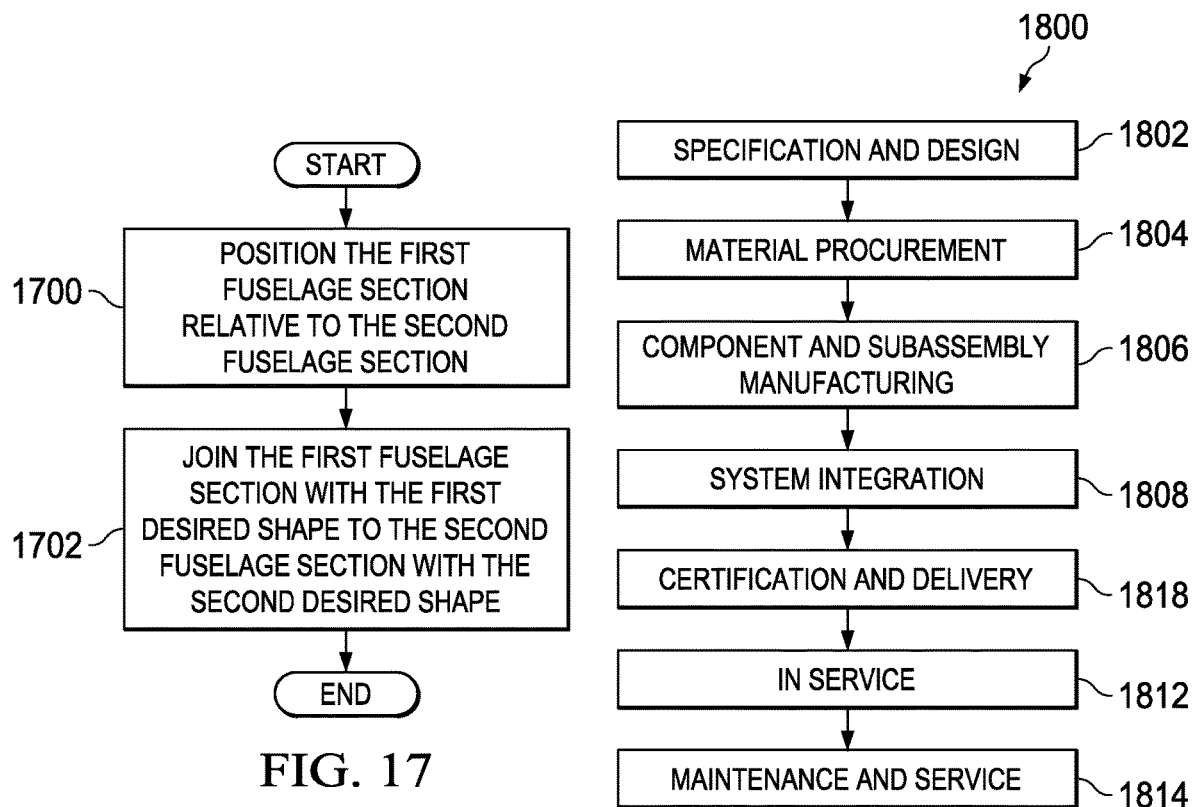 START
1700
POSITION THE FIRST
FUSELAGE SECTION
RELATIVE TO THE SECOND
FUSELAGE SECTION
1702
JOIN THE FIRST FUSELAGE
SECTION WITH THE FIRST
DESIRED SHAPE TO THE SECOND
FUSELAGE SECTION WITH THE
SECOND DESIRED SHAPE
END
FIG. 17
1800
SPECIFICATION AND DESIGN
1802
MATERIAL PROCUREMENT
1804
COMPONENT AND SUBASSEMBLY
MANUFACTURING
1806
SYSTEM INTEGRATION
1808
CERTIFICATION AND DELIVERY
1818
IN SERVICE
1812
MAINTENANCE AND SERVICE
1814